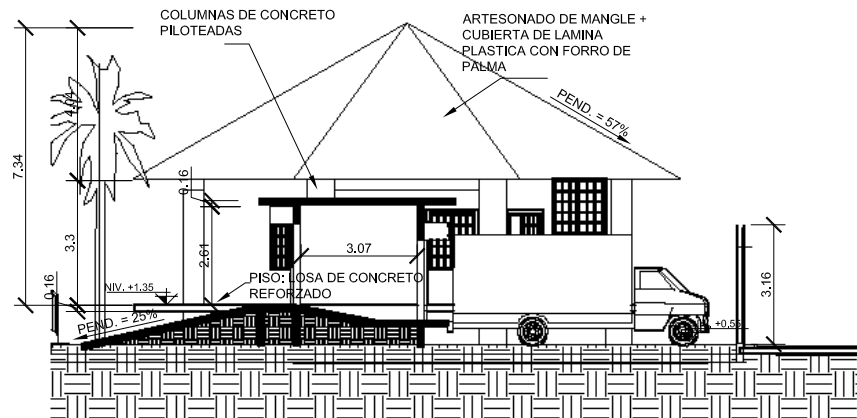 COLUMNAS DE CONCRETO
PILOTEADAS
ARTESONADO DE MANGLE +
CUBIERTA DE LAMINA
PLASTICA CON FORRO DE
PALMA
PEND. = 57%
7.34
4.04
0.16
3.3
2.61
3.07
0.16
NIV. +1.35
PISO: LOSA DE CONCRETO
REFORZADO
PEND. = 25%
3.16
+0,55